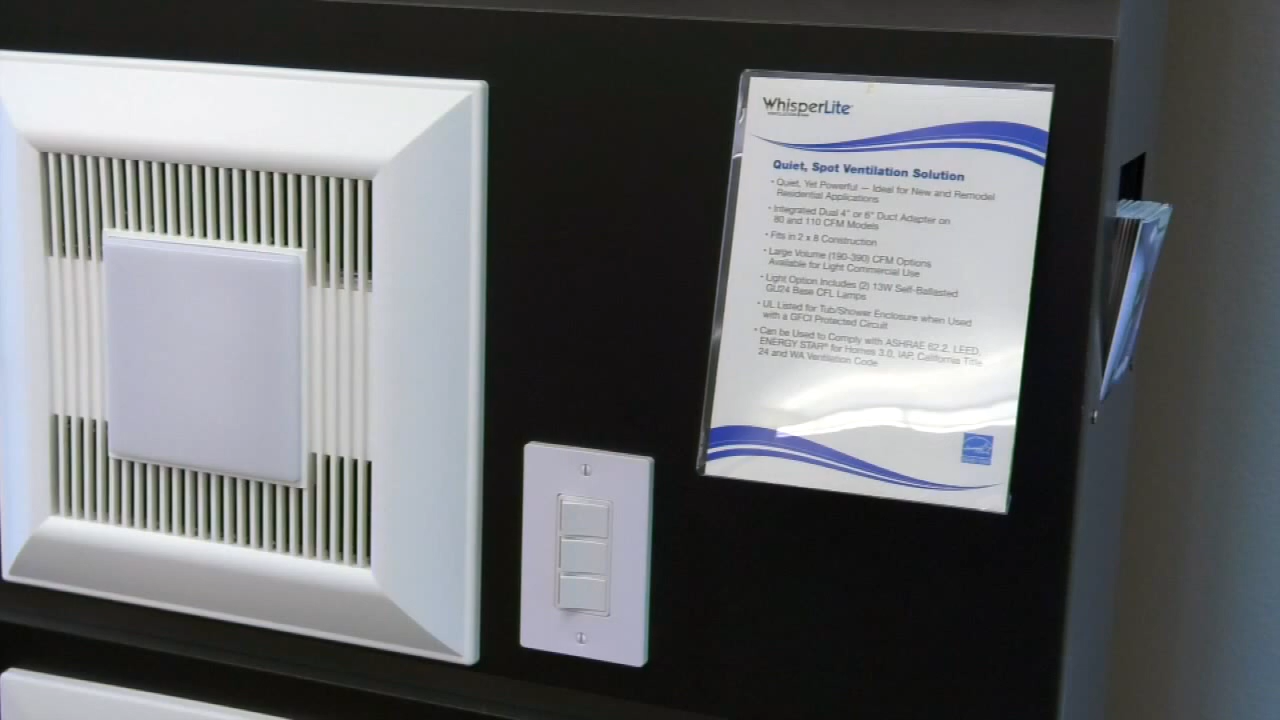 WhisperLite
Quiet, Spot Ventilation Solution
• Quiet, Yet Powerful — Ideal for New and Remodel
Residential Applications
• Integrated Dual 4" or 6" Duct Adapter on
80 and 110 CFM Models
• Fits in 2 x 8 Construction
• Large Volume (190-390) CFM Options
Available for Light Commercial Use
• Light Option Includes (2) 13W Self-Ballasted
GU24 Base CFL Lamps
• UL Listed for Tub/Shower Enclosure when Used
with a GFCI Protected Circuit
• Can be Used to Comply with ASHRAE 62.2, LEED,
ENERGY STAR® for Homes 3.0, IAP, California Title
24 and WA Ventilation Code